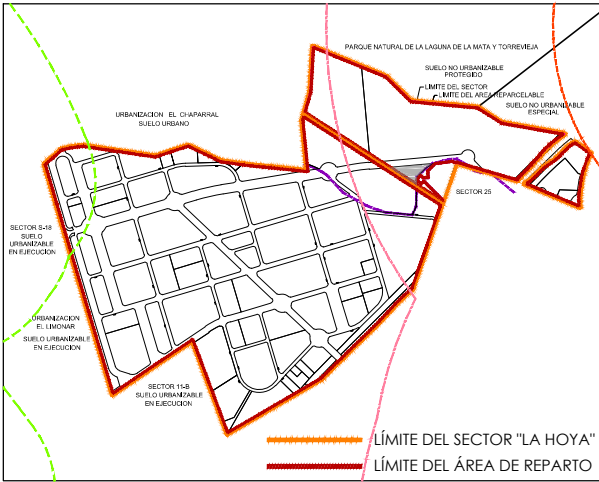 PARQUE NATURAL DE LA LAGUNA DE LA MATA Y TORREVIEJA
SUELO NO URBANIZABLE
PROTEGIDO
LIMITE DEL SECTOR
LIMITE DEL AREA REPARCELABLE
SUELO NO URBANIZABLE
ESPECIAL
URBANIZACION EL CHAPARRAL
SUELO URBANO
SECTOR 25
SECTOR S-18
SUELO
URBANIZABLE
EN EJECUCION
URBANIZACION
EL LIMONAR
SUELO URBANIZABLE
EN EJECUCION
SECTOR 11-B
SUELO URBANIZABLE
EN EJECUCION
LÍMITE DEL SECTOR "LA HOYA"
LÍMITE DEL ÁREA DE REPARTO